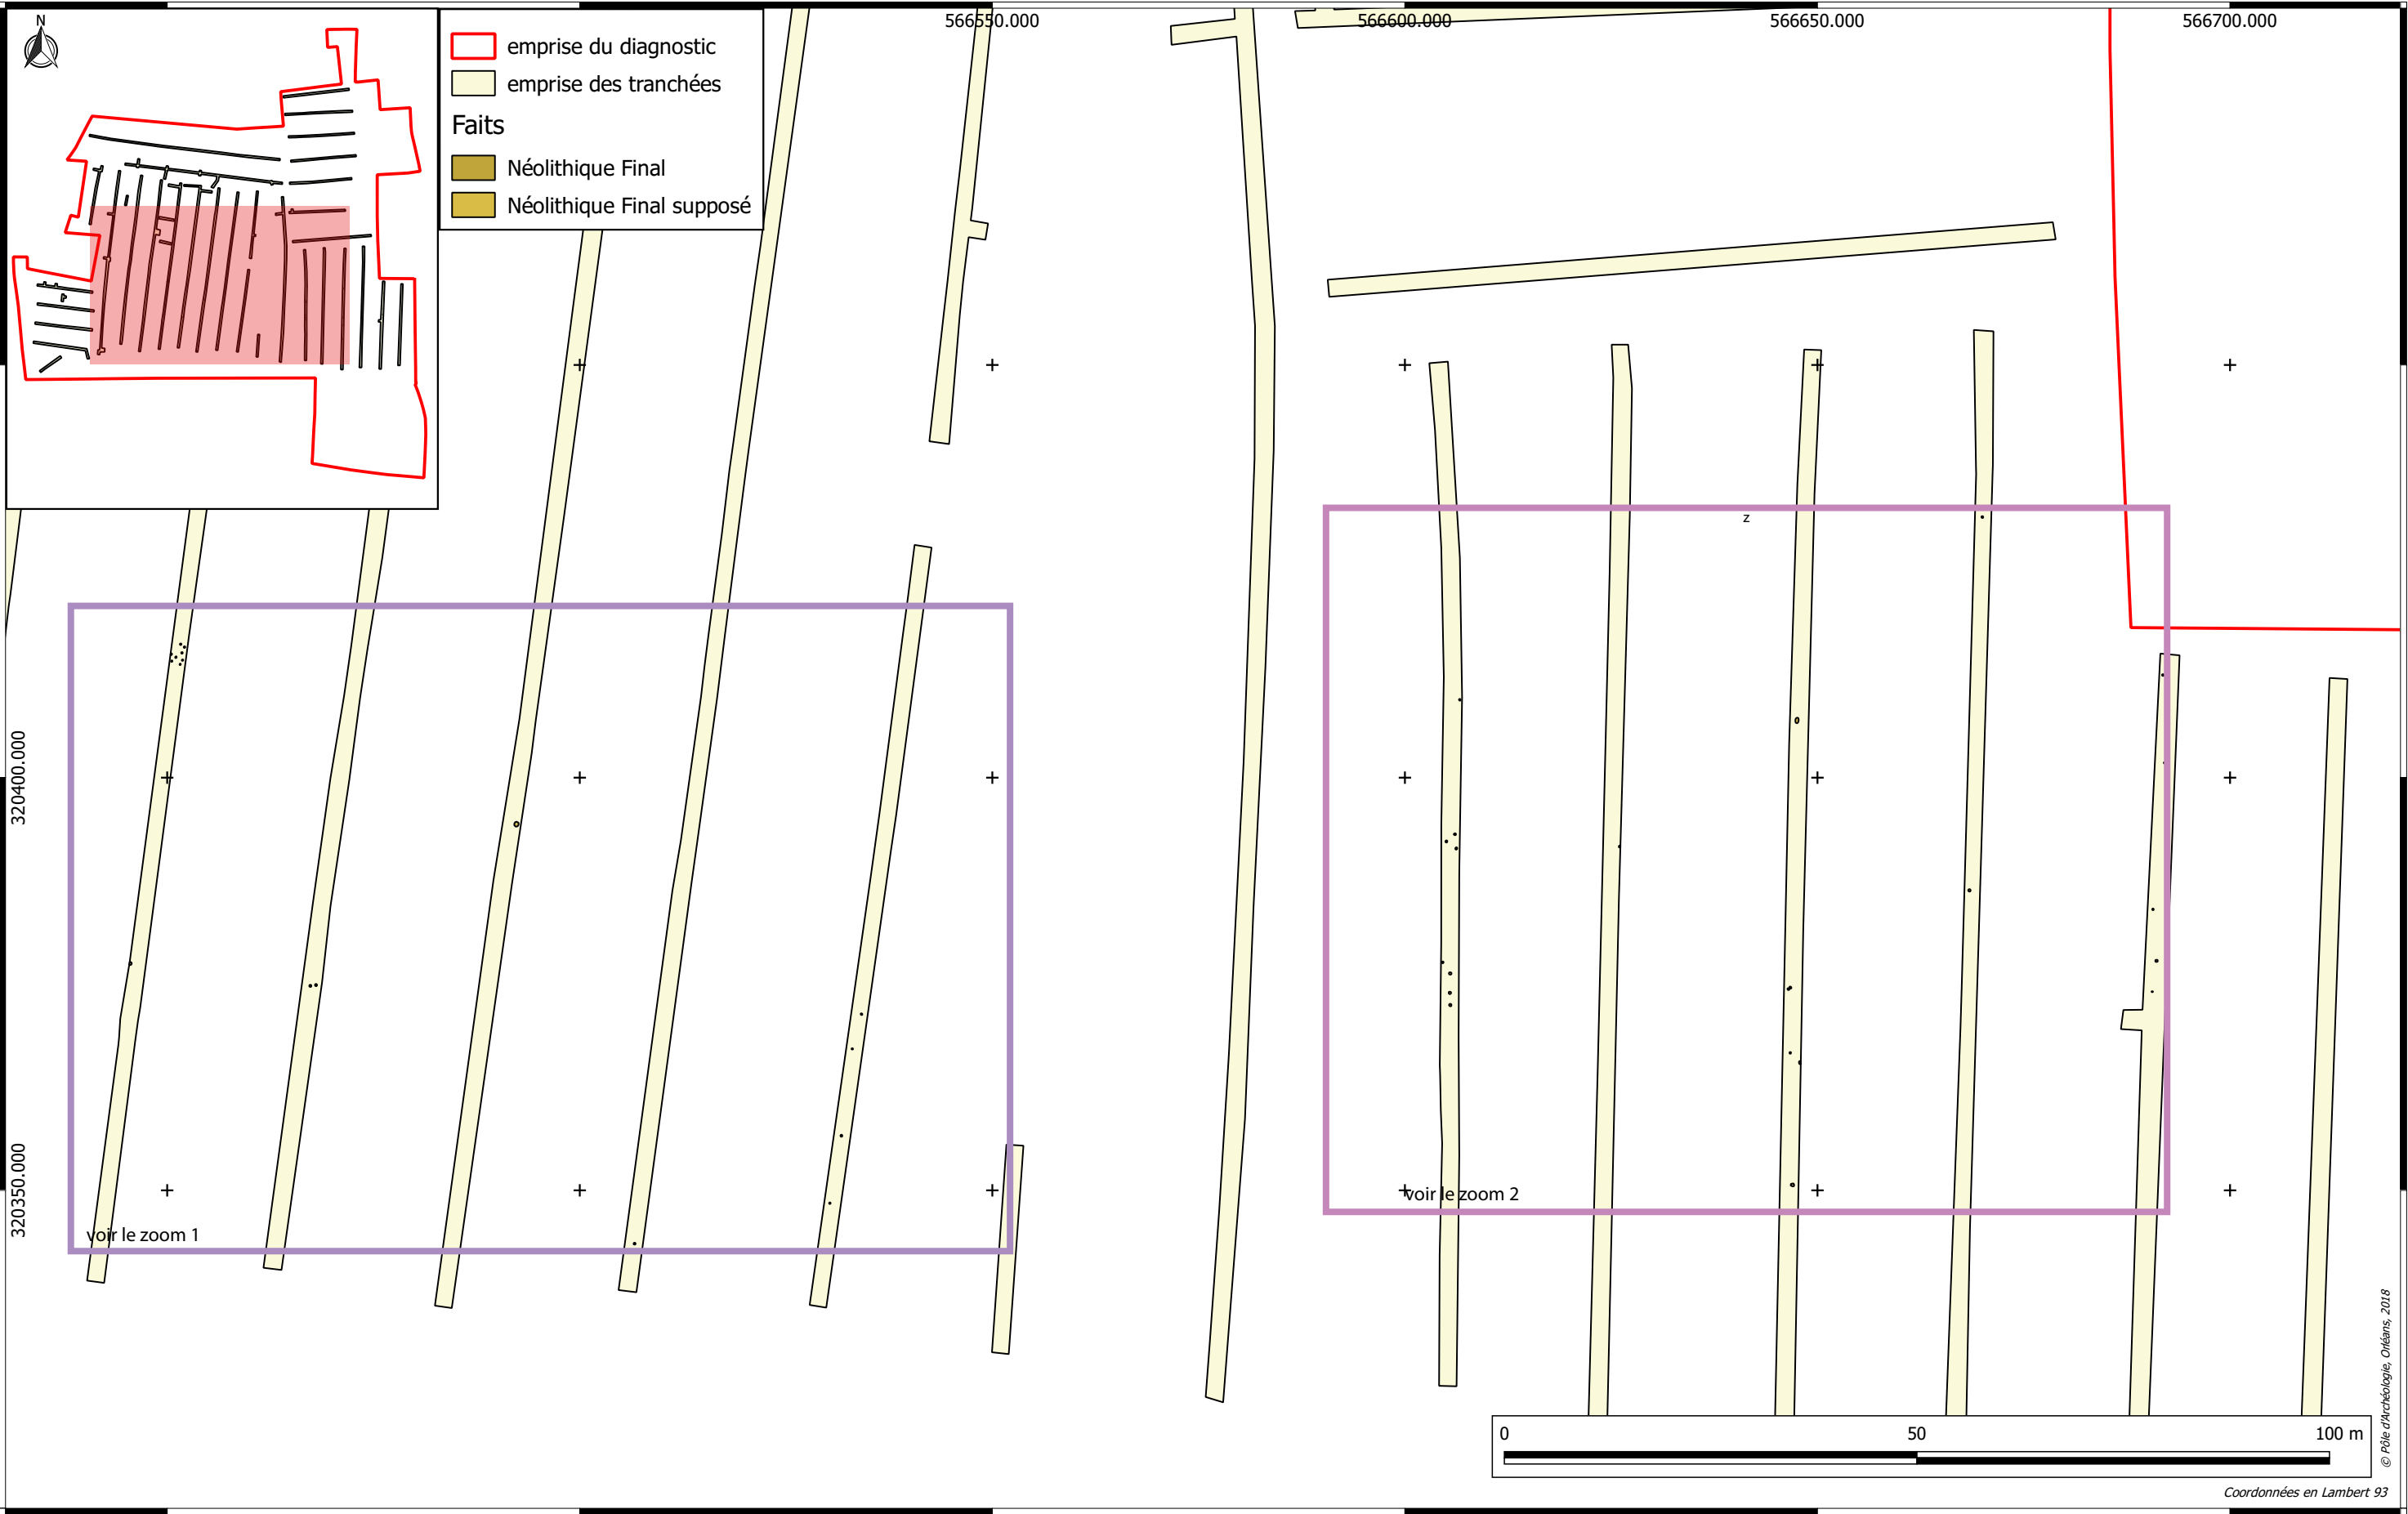 N
566550.000
566600.000
566650.000
566700.000
emprise du diagnostic
emprise des tranchées
Faits
Néolithique Final
Néolithique Final supposé
z
320400.000
320350.000
voir le zoom 1
voir le zoom 2
0 50 100 m
© Pôle d'Archéologie, Orléans, 2018
Coordonnées en Lambert 93